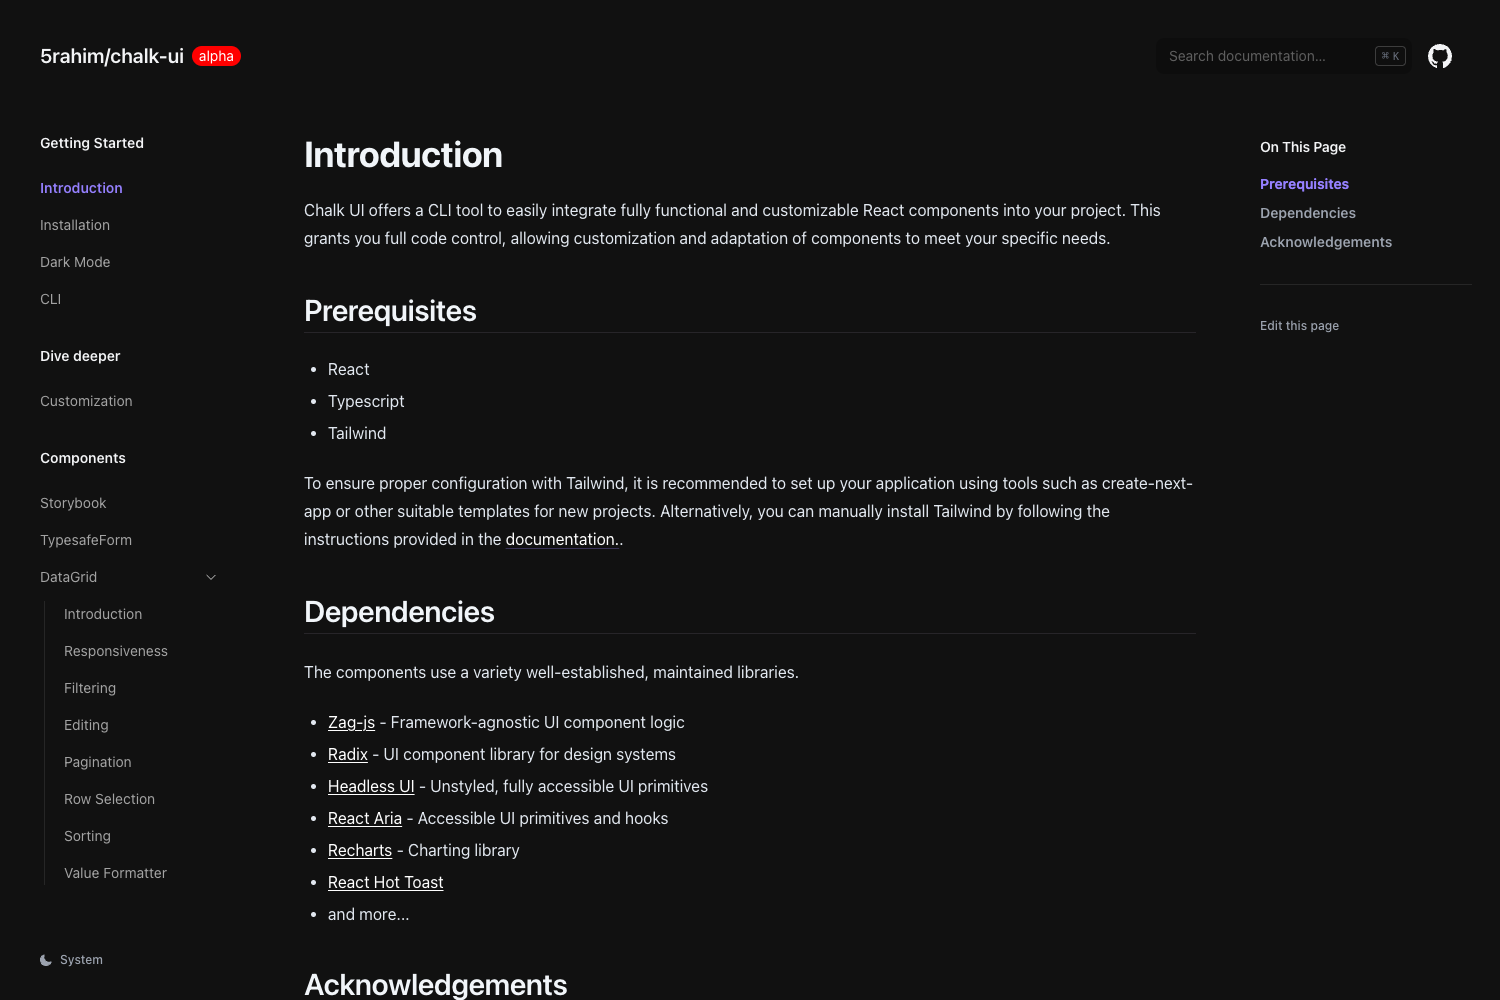 5rahim/chalk-ui alpha
Search documentation... ⌘ K
Getting Started
Introduction
Installation
Dark Mode
CLI
Dive deeper
Customization
Components
Storybook
TypesafeForm
DataGrid
Introduction
Responsiveness
Filtering
Editing
Pagination
Row Selection
Sorting
Value Formatter
System
Introduction
Chalk UI offers a CLI tool to easily integrate fully functional and customizable React components into your project. This
grants you full code control, allowing customization and adaptation of components to meet your specific needs.
Prerequisites
• React
• Typescript
• Tailwind
To ensure proper configuration with Tailwind, it is recommended to set up your application using tools such as create-next-
app or other suitable templates for new projects. Alternatively, you can manually install Tailwind by following the
instructions provided in the documentation..
Dependencies
The components use a variety well-established, maintained libraries.
• Zag-js - Framework-agnostic UI component logic
• Radix - UI component library for design systems
• Headless UI - Unstyled, fully accessible UI primitives
• React Aria - Accessible UI primitives and hooks
• Recharts - Charting library
• React Hot Toast
• and more...
Acknowledgements
On This Page
Prerequisites
Dependencies
Acknowledgements
Edit this page